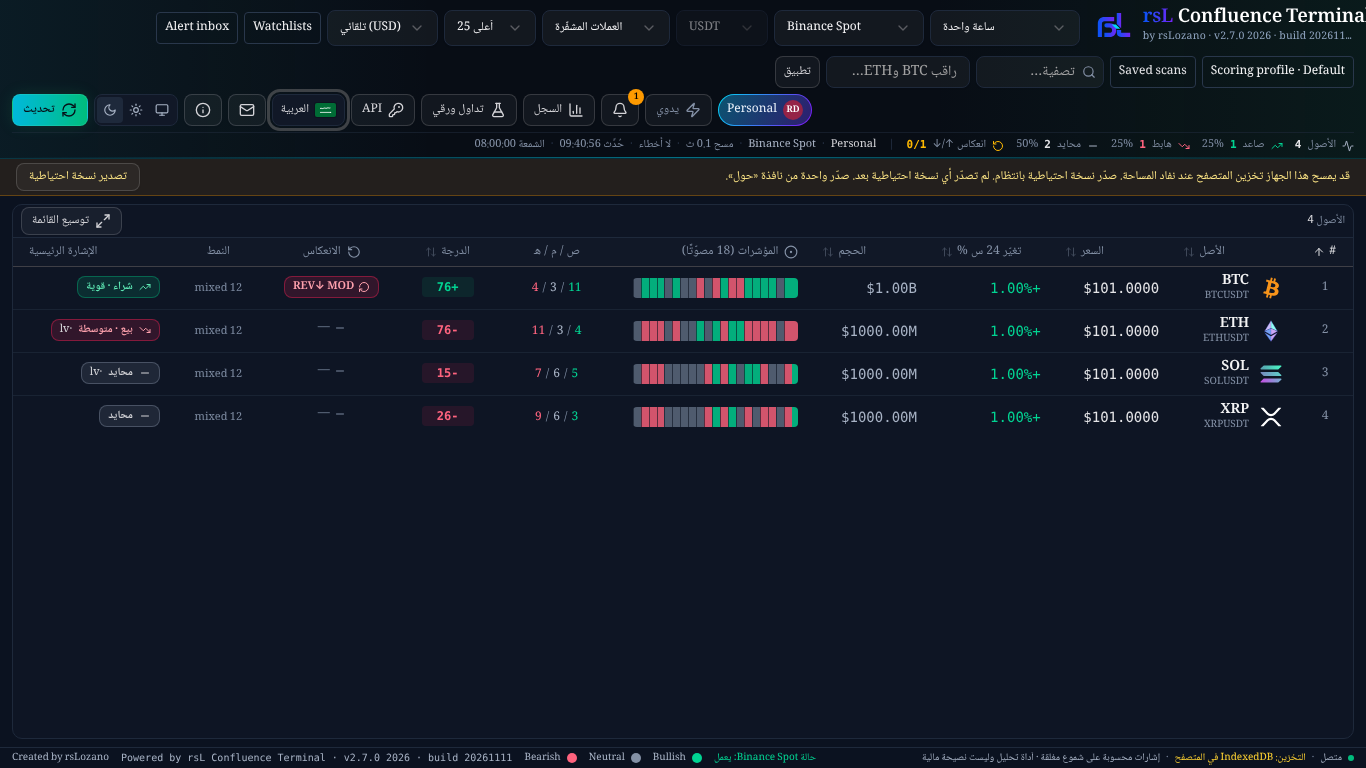 rsL Confluence Termina
by rsLozano · v2.7.0 2026 · build 202611…
ساعة واحدة
Binance Spot
USDT
العملات المشفّرة
أعلى 25
تلقائي (USD)
Watchlists
Alert inbox
Scoring profile · Default
Saved scans
تصفية…
راقب BTC وETH…
تطبيق
RD Personal
يدوي
1
السجل
تداول ورقي
API
العربية
تحديث
الأصول 4 صاعد 1 25% هابط 1 25% محايد 2 50% انعكاس ↑/↓ 0/1 Personal · Binance Spot · مسح 0,1 ث · لا أخطاء · حُدّث 09:40:56 · الشمعة 08:00:00
قد يمسح هذا الجهاز تخزين المتصفح عند نفاد المساحة. صدّر نسخة احتياطية بانتظام. لم تصدّر أي نسخة احتياطية بعد. صدّر واحدة من نافذة «حول».
تصدير نسخة احتياطية
الأصول 4
توسيع القائمة
# ↑ الأصل السعر تغيّر 24 س % الحجم المؤشرات (18 مصوّتًا) ص / م / ه الدرجة الانعكاس النمط الإشارة الرئيسية
1 BTC $101.0000 1.00%+ $1.00B 11 / 3 / 4 76+ REV↓ MOD mixed 12 شراء · قوية
BTCUSDT
2 ETH $101.0000 1.00%+ $1000.00M 4 / 3 / 11 76- — — mixed 12 بيع · متوسطة ·lv
ETHUSDT
3 SOL $101.0000 1.00%+ $1000.00M 5 / 6 / 7 15- — — mixed 12 محايد ·lv
SOLUSDT
4 XRP $101.0000 1.00%+ $1000.00M 3 / 6 / 9 26- — — mixed 12 محايد
XRPUSDT
متصل · التخزين: IndexedDB في المتصفح · إشارات محسوبة على شموع مغلقة · أداة تحليل وليست نصيحة مالية
حالة Binance Spot: يعمل
Bullish
Neutral
Bearish
Powered by rsL Confluence Terminal · v2.7.0 2026 · build 20261111
Created by rsLozano